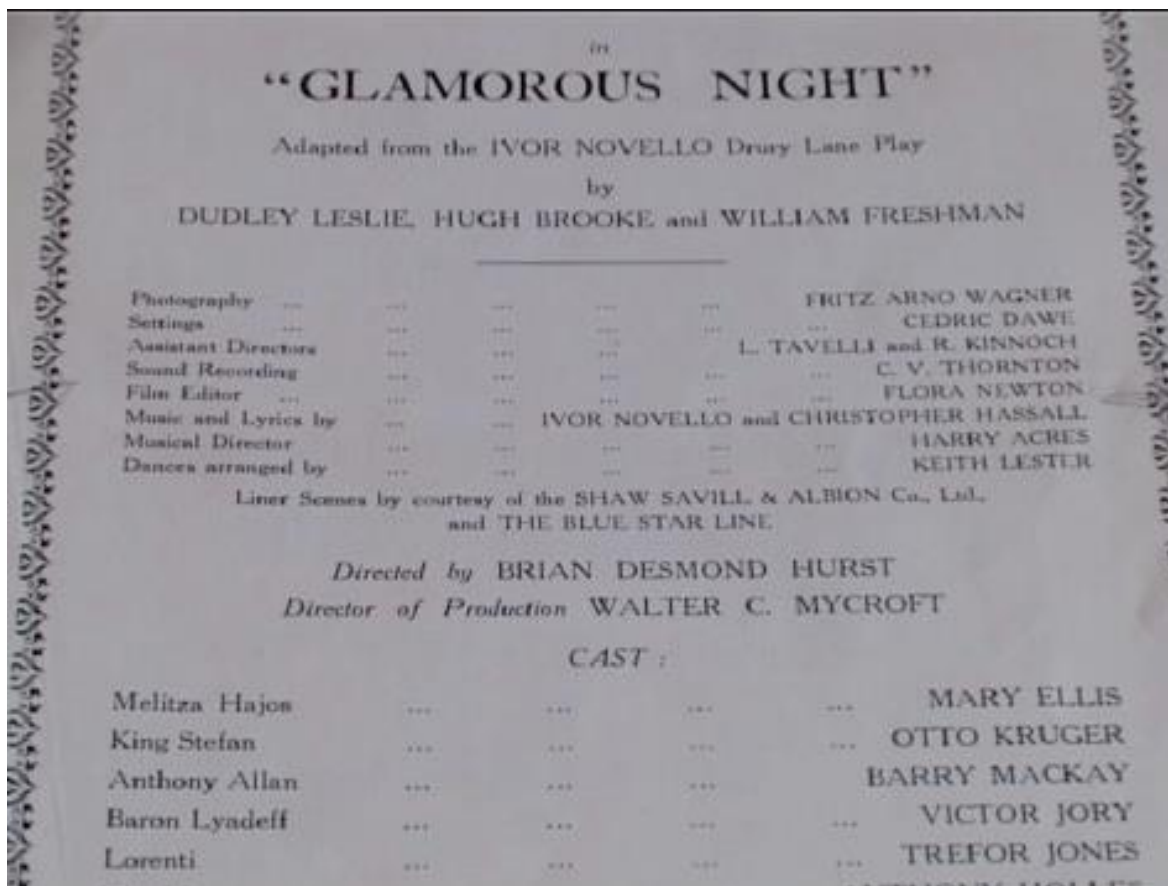 in
"GLAMOROUS NIGHT"
Adapted from the IVOR NOVELLO Drury Lane Play
by
DUDLEY LESLIE, HUGH BROOKE and WILLIAM FRESHMAN
Photography ... ... ... ... ... FRITZ ARNO WAGNER
Settings ... ... ... ... ... ... CEDRIC DAWE
Assistant Directors ... ... ... L. TAVELLI and R. KINNOCH
Sound Recording ... ... ... ... ... C. V. THORNTON
Film Editor ... ... ... ... ... ... FLORA NEWTON
Music and Lyrics by ... ... IVOR NOVELLO and CHRISTOPHER HASSALL
Musical Director ... ... ... ... ... HARRY ACRES
Dances arranged by ... ... ... ... ... KEITH LESTER
Liner Scenes by courtesy of the SHAW SAVILL & ALBION Co., Ltd.,
and THE BLUE STAR LINE
Directed by BRIAN DESMOND HURST
Director of Production WALTER C. MYCROFT
CAST :
Melitza Hajos ... ... ... ... MARY ELLIS
King Stefan ... ... ... ... OTTO KRUGER
Anthony Allan ... ... ... BARRY MACKAY
Baron Lyadeff ... ... ... ... VICTOR JORY
Lorenti ... ... ... ... TREFOR JONES